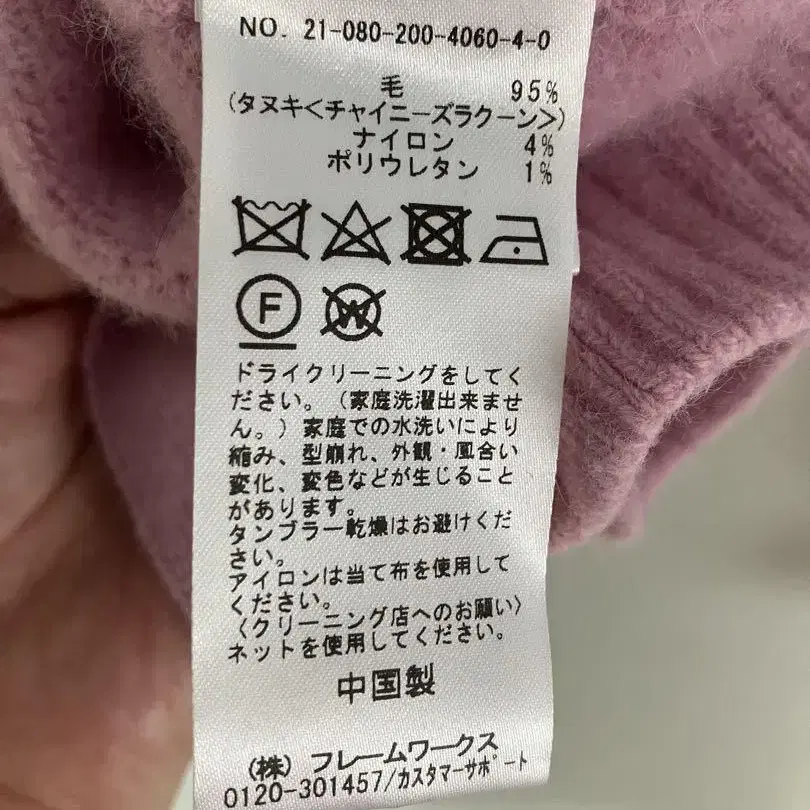 NO. 21-080-200-4060-4-0
毛 95%
(タヌキ<チャイニーズラクーン>)
ナイロン 4%
ポリウレタン 1%
F W
ドライクリーニングをしてく
ださい。(家庭洗濯出来ませ
ん。)家庭での水洗いにより
縮み、型崩れ、外観・風合い
変化、変色などが生じること
があります。
タンブラー乾燥はお避けくだ
さい。
アイロンは当て布を使用して
ください。
〈クリーニング店へのお願い〉
ネットを使用してください。
中国製
(株)フレームワークス
0120-301457/カスタマーサポート